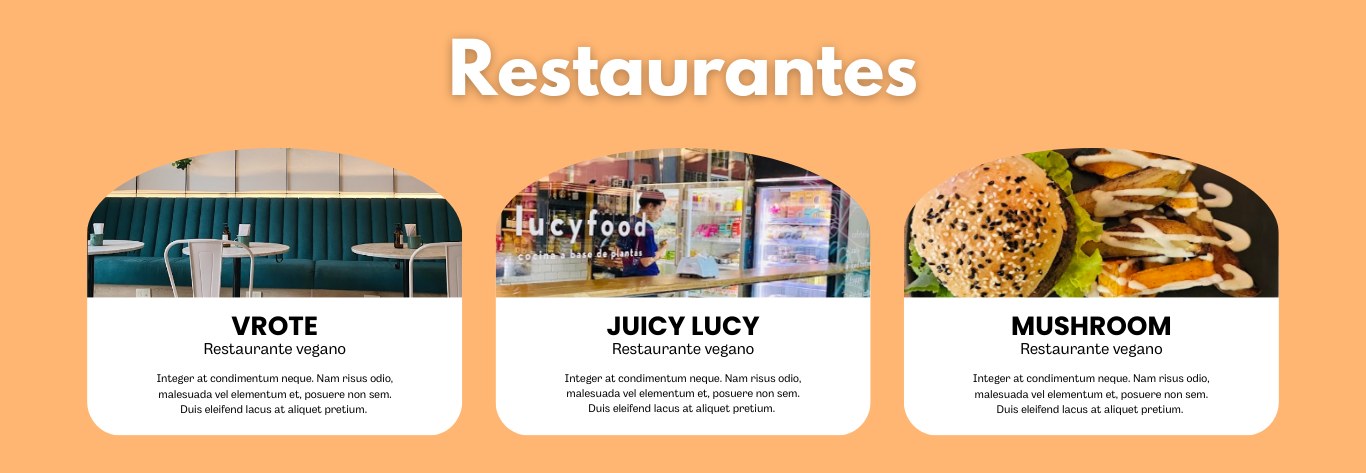 Restaurantes
lucyfood
cocina a base de plantas
VROTE
Restaurante vegano
Integer at condimentum neque. Nam risus odio,
malesuada vel elementum et, posuere non sem.
Duis eleifend lacus at aliquet pretium.
JUICY LUCY
Restaurante vegano
Integer at condimentum neque. Nam risus odio,
malesuada vel elementum et, posuere non sem.
Duis eleifend lacus at aliquet pretium.
MUSHROOM
Restaurante vegano
Integer at condimentum neque. Nam risus odio,
malesuada vel elementum et, posuere non sem.
Duis eleifend lacus at aliquet pretium.